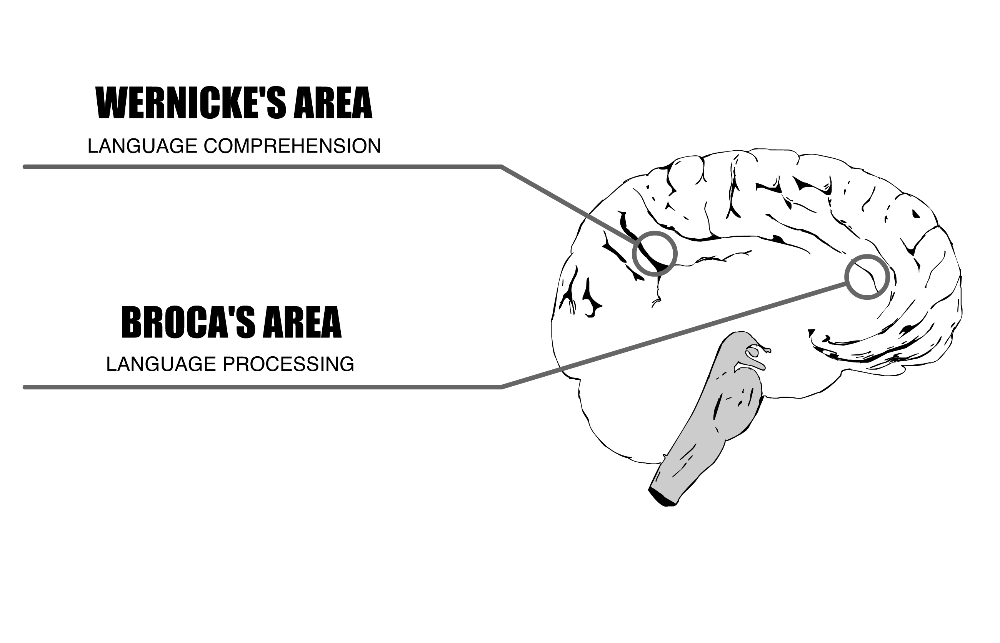 WERNICKE'S AREA
LANGUAGE COMPREHENSION
BROCA'S AREA
LANGUAGE PROCESSING